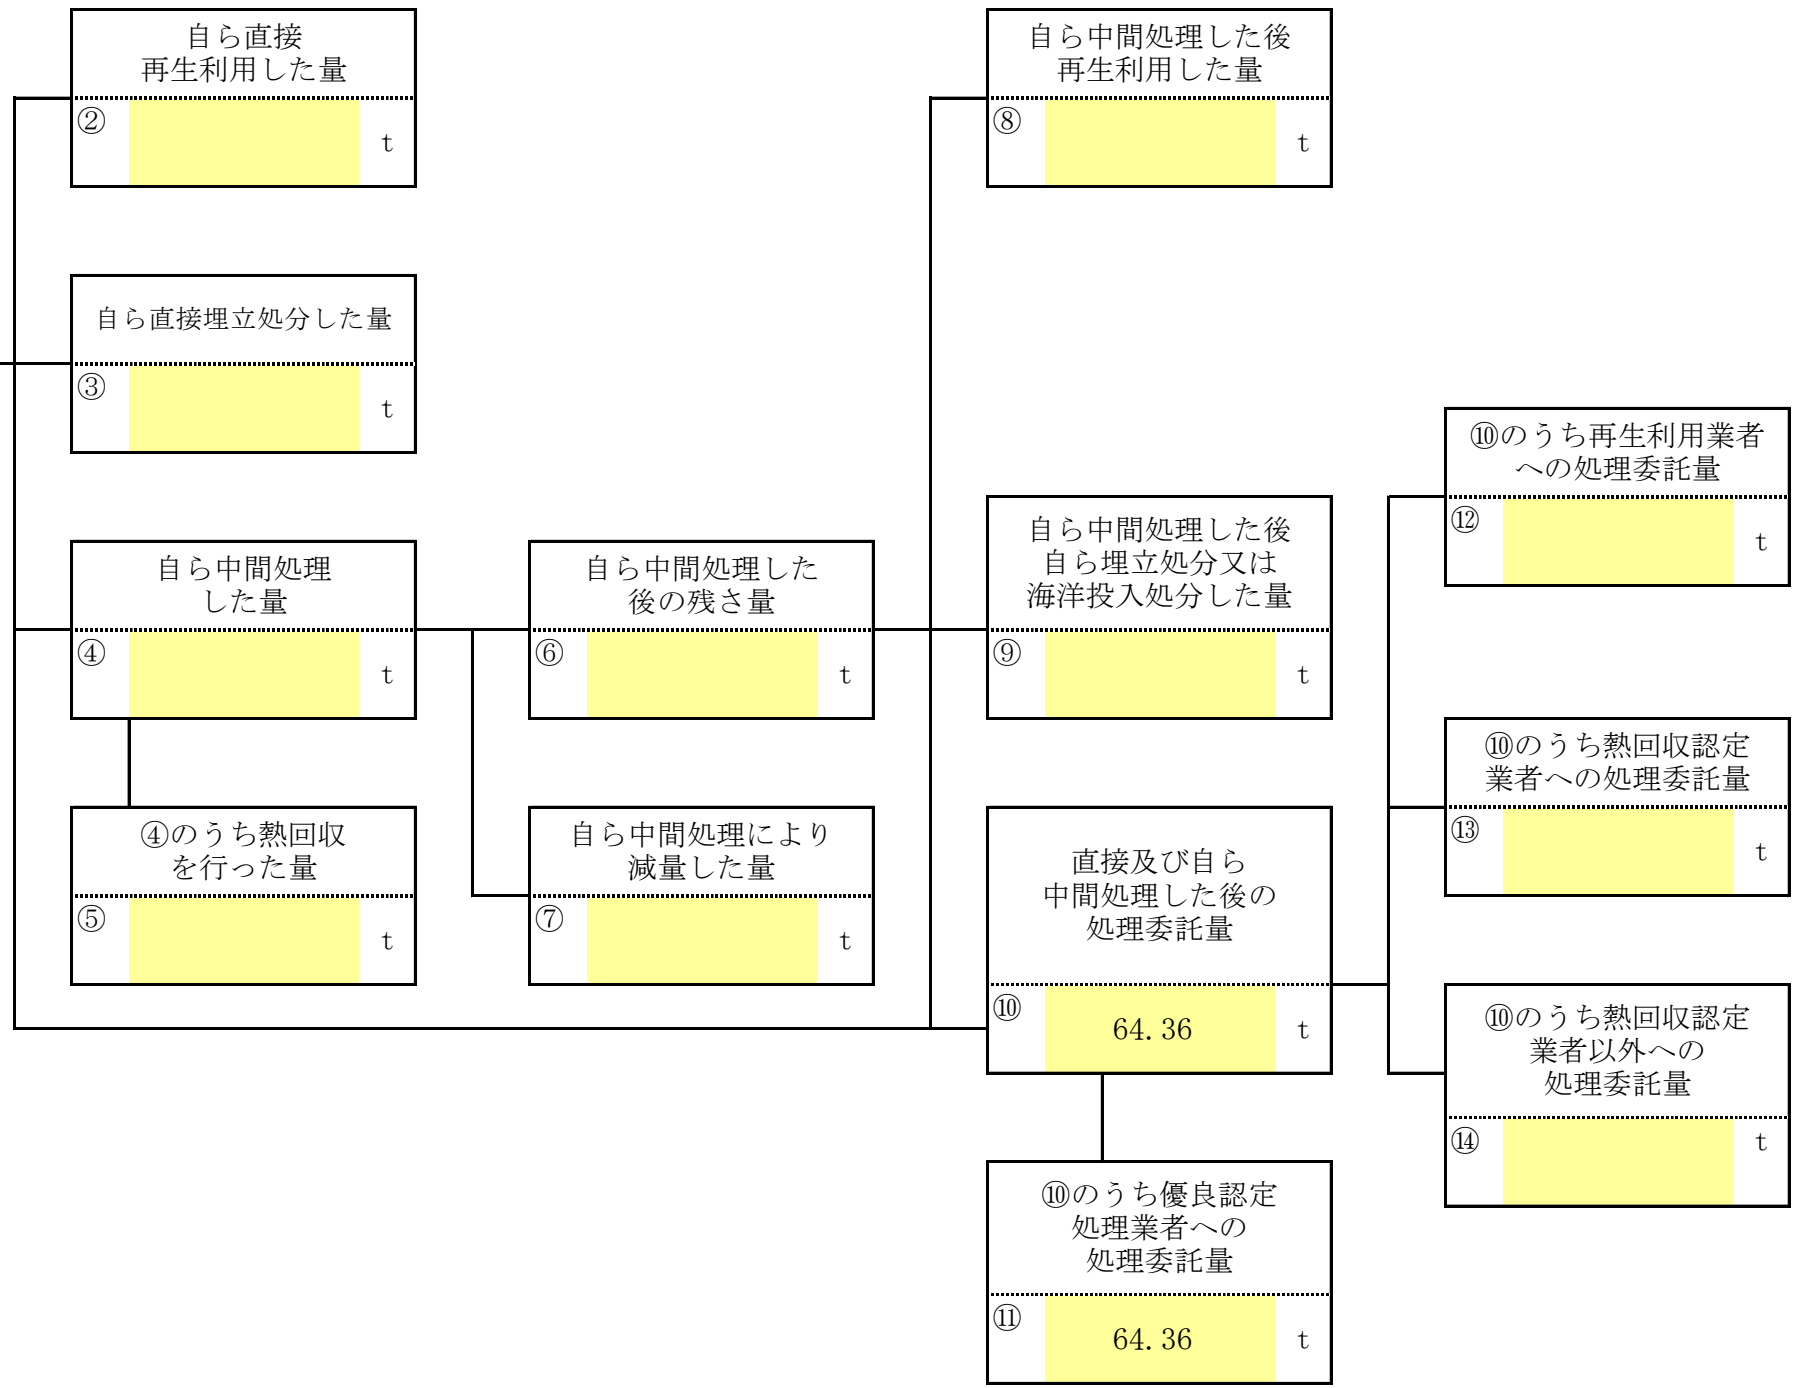 自ら直接
再生利用した量
② t
自ら直接埋立処分した量
③ t
自ら中間処理
した量
④ t
④のうち熱回収
を行った量
⑤ t
自ら中間処理した
後の残さ量
⑥ t
自ら中間処理により
減量した量
⑦ t
自ら中間処理した後
再生利用した量
⑧ t
自ら中間処理した後
自ら埋立処分又は
海洋投入処分した量
⑨ t
直接及び自ら
中間処理した後の
処理委託量
⑩ 64.36 t
⑩のうち優良認定
処理業者への
処理委託量
⑪ 64.36 t
⑩のうち再生利用業者
への処理委託量
⑫ t
⑩のうち熱回収認定
業者への処理委託量
⑬ t
⑩のうち熱回収認定
業者以外への
処理委託量
⑭ t